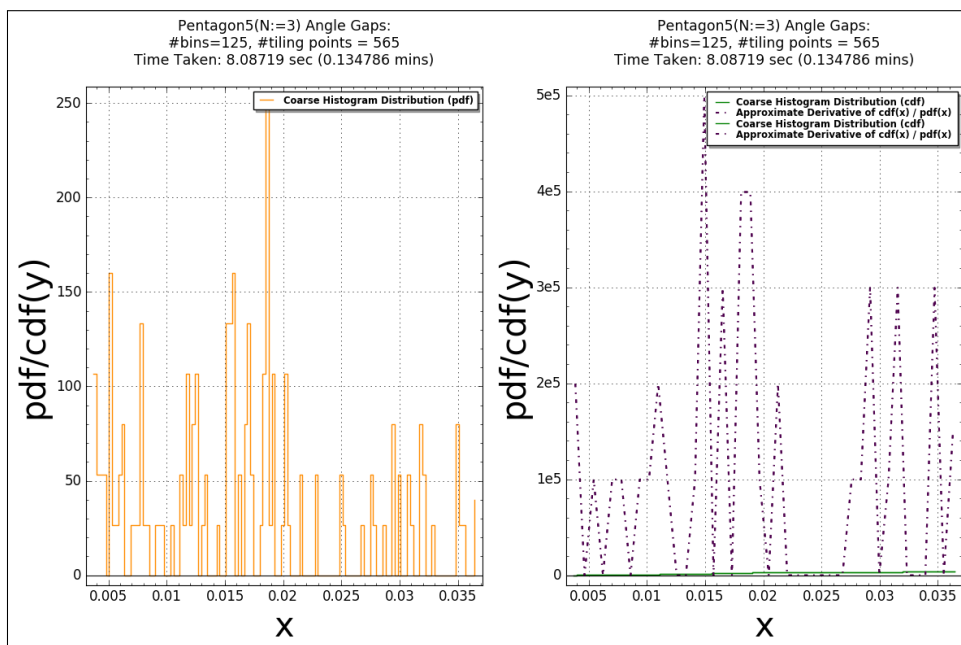 Pentagon5(N:=3) Angle Gaps:
#bins=125, #tiling points = 565
Time Taken: 8.08719 sec (0.134786 mins)
Coarse Histogram Distribution (pdf)
250
200
150
100
50
0
pdf/cdf(y)
0.005 0.01 0.015 0.02 0.025 0.03 0.035
x
Pentagon5(N:=3) Angle Gaps:
#bins=125, #tiling points = 565
Time Taken: 8.08719 sec (0.134786 mins)
Coarse Histogram Distribution (cdf)
Approximate Derivative of cdf(x) / pdf(x)
Coarse Histogram Distribution (cdf)
Approximate Derivative of cdf(x) / pdf(x)
5e5
4e5
3e5
2e5
1e5
0
pdf/cdf(y)
0.005 0.01 0.015 0.02 0.025 0.03 0.035
x